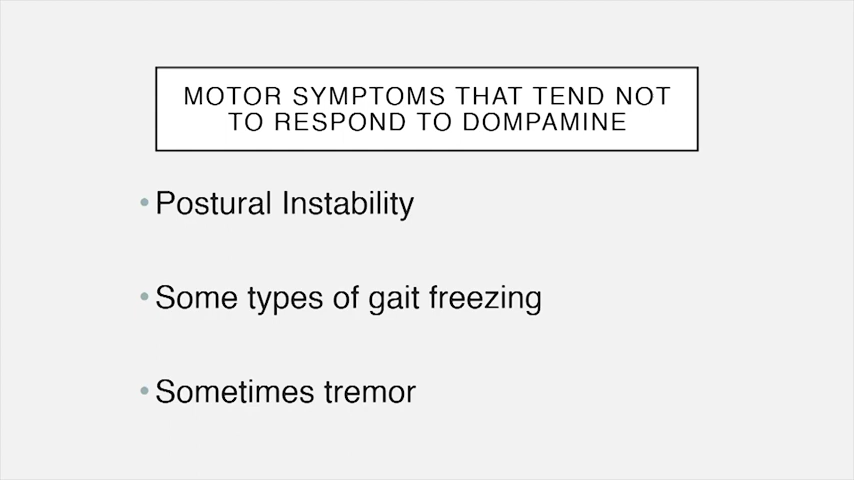 MOTOR SYMPTOMS THAT TEND NOT
TO RESPOND TO DOMPAMINE
• Postural Instability
• Some types of gait freezing
• Sometimes tremor